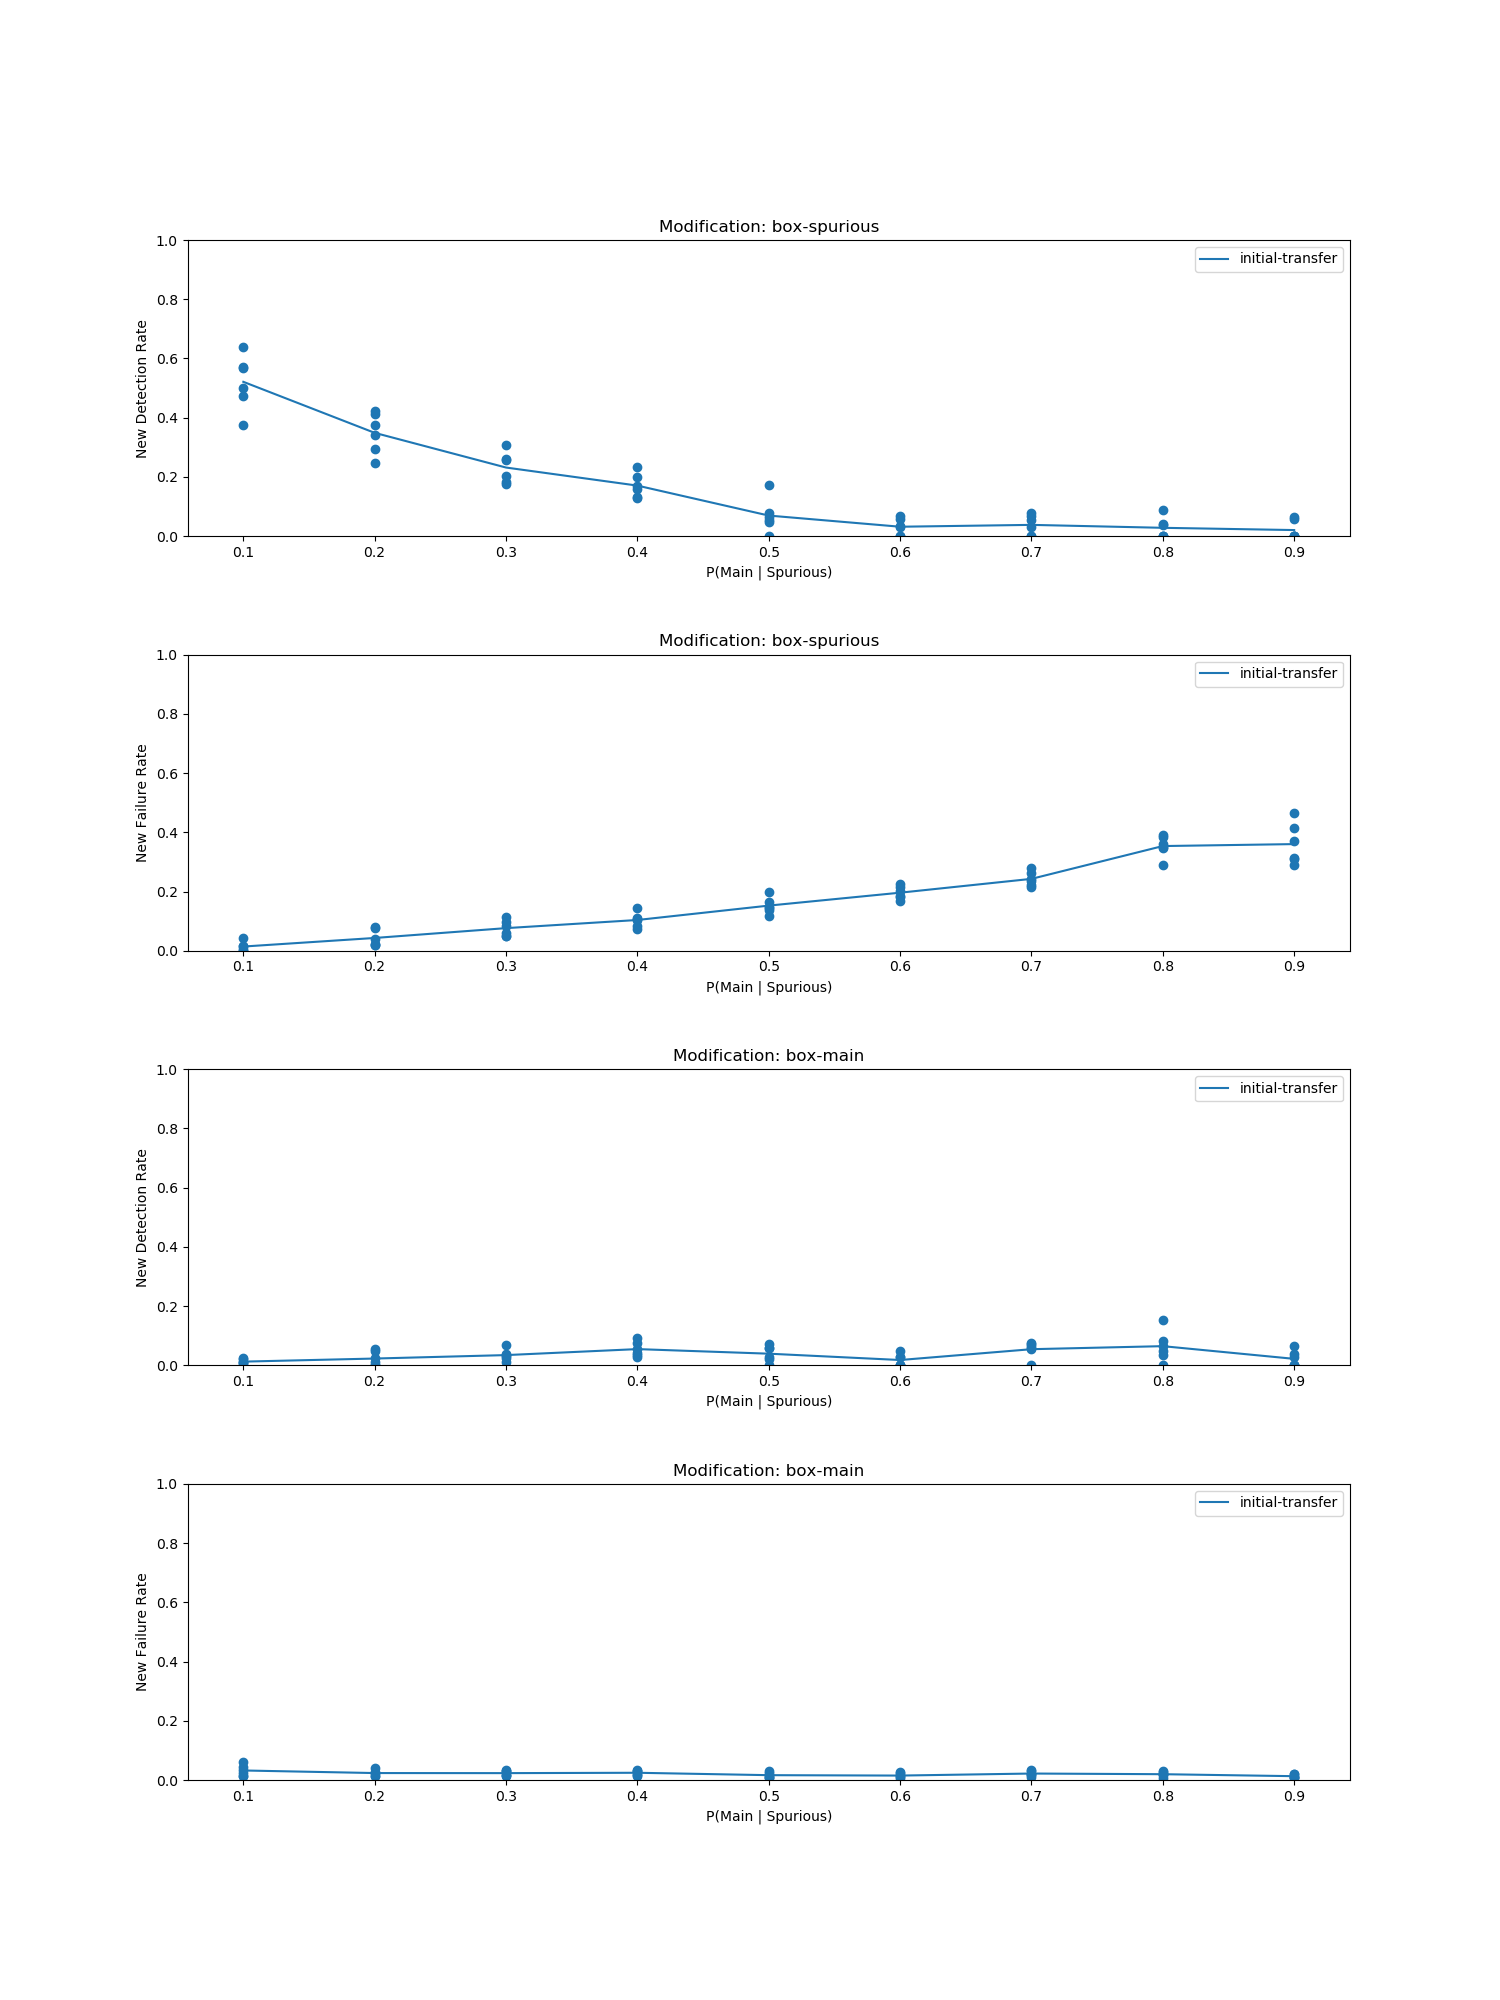 Modification: box-spurious
1.0
0.8
0.6
0.4
0.2
0.0
New Detection Rate
initial-transfer
0.1 0.2 0.3 0.4 0.5 0.6 0.7 0.8 0.9
P(Main | Spurious)
Modification: box-spurious
1.0
0.8
0.6
0.4
0.2
0.0
New Failure Rate
initial-transfer
0.1 0.2 0.3 0.4 0.5 0.6 0.7 0.8 0.9
P(Main | Spurious)
Modification: box-main
1.0
0.8
0.6
0.4
0.2
0.0
New Detection Rate
initial-transfer
0.1 0.2 0.3 0.4 0.5 0.6 0.7 0.8 0.9
P(Main | Spurious)
Modification: box-main
1.0
0.8
0.6
0.4
0.2
0.0
New Failure Rate
initial-transfer
0.1 0.2 0.3 0.4 0.5 0.6 0.7 0.8 0.9
P(Main | Spurious)